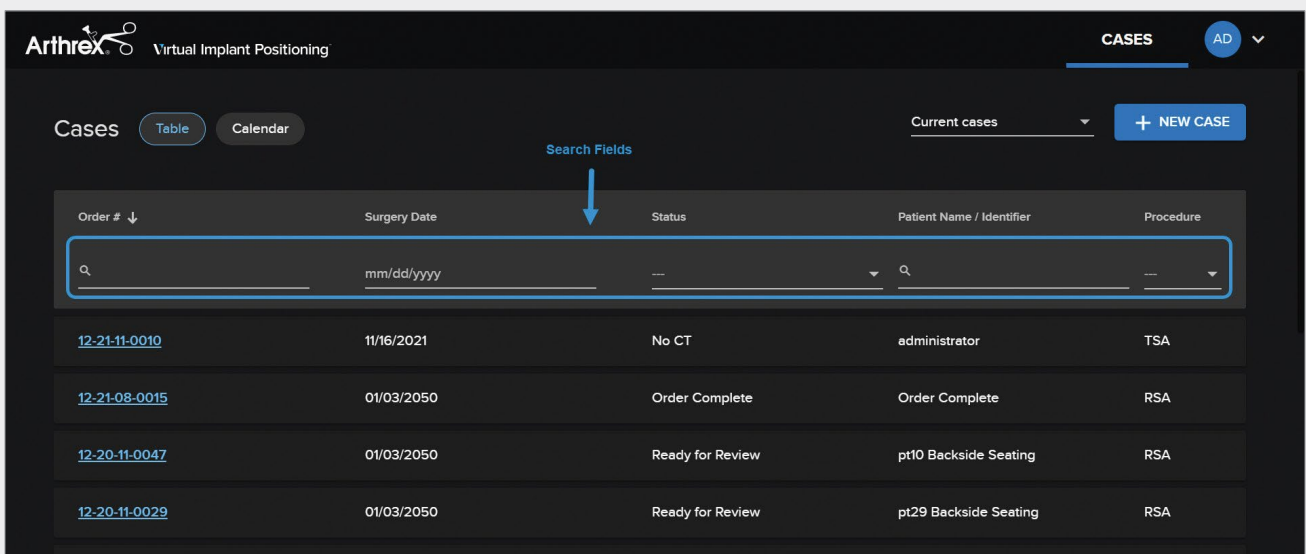 Arthrex Virtual Implant Positioning CASES AD
Cases Table Calendar Current cases + NEW CASE
Search Fields
Order # ↓ Surgery Date Status Patient Name / Identifier Procedure
mm/dd/yyyy --- ---
12-21-11-0010 11/16/2021 No CT administrator TSA
12-21-08-0015 01/03/2050 Order Complete Order Complete RSA
12-20-11-0047 01/03/2050 Ready for Review pt10 Backside Seating RSA
12-20-11-0029 01/03/2050 Ready for Review pt29 Backside Seating RSA